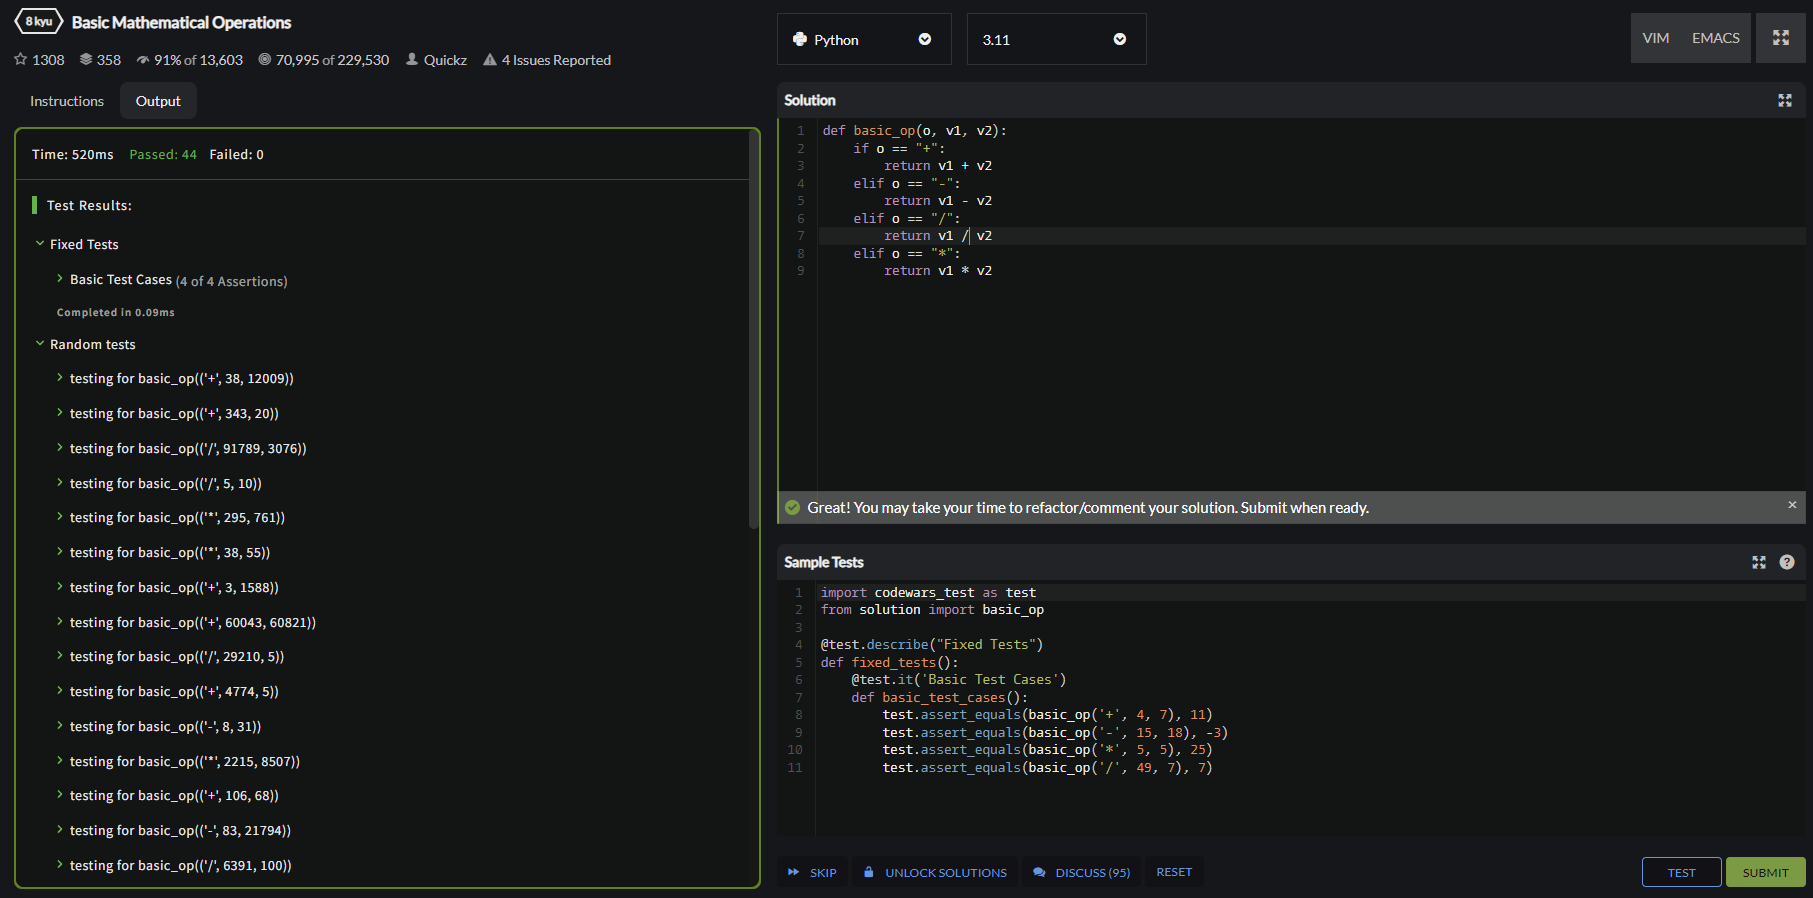 8 kyu Basic Mathematical Operations
1308 358 91% of 13,603 70,995 of 229,530 Quickz 4 Issues Reported
Instructions Output
Time: 520ms Passed: 44 Failed: 0
Test Results:
Fixed Tests
Basic Test Cases (4 of 4 Assertions)
Completed in 0.09ms
Random tests
testing for basic_op(('+', 38, 12009))
testing for basic_op(('+', 343, 20))
testing for basic_op(('/', 91789, 3076))
testing for basic_op(('/', 5, 10))
testing for basic_op(('*', 295, 761))
testing for basic_op(('*', 38, 55))
testing for basic_op(('+', 3, 1588))
testing for basic_op(('+', 60043, 60821))
testing for basic_op(('/', 29210, 5))
testing for basic_op(('+', 4774, 5))
testing for basic_op(('-', 8, 31))
testing for basic_op(('*', 2215, 8507))
testing for basic_op(('+', 106, 68))
testing for basic_op(('-', 83, 21794))
testing for basic_op(('/', 6391, 100))
Python 3.11 VIM EMACS
Solution
1 def basic_op(o, v1, v2):
2 if o == "+":
3 return v1 + v2
4 elif o == "-":
5 return v1 - v2
6 elif o == "/":
7 return v1 / v2
8 elif o == "*":
9 return v1 * v2
Great! You may take your time to refactor/comment your solution. Submit when ready. ×
Sample Tests ?
1 import codewars_test as test
2 from solution import basic_op
3
4 @test.describe("Fixed Tests")
5 def fixed_tests():
6 @test.it('Basic Test Cases')
7 def basic_test_cases():
8 test.assert_equals(basic_op('+', 4, 7), 11)
9 test.assert_equals(basic_op('-', 15, 18), -3)
10 test.assert_equals(basic_op('*', 5, 5), 25)
11 test.assert_equals(basic_op('/', 49, 7), 7)
SKIP UNLOCK SOLUTIONS DISCUSS (95) RESET TEST SUBMIT